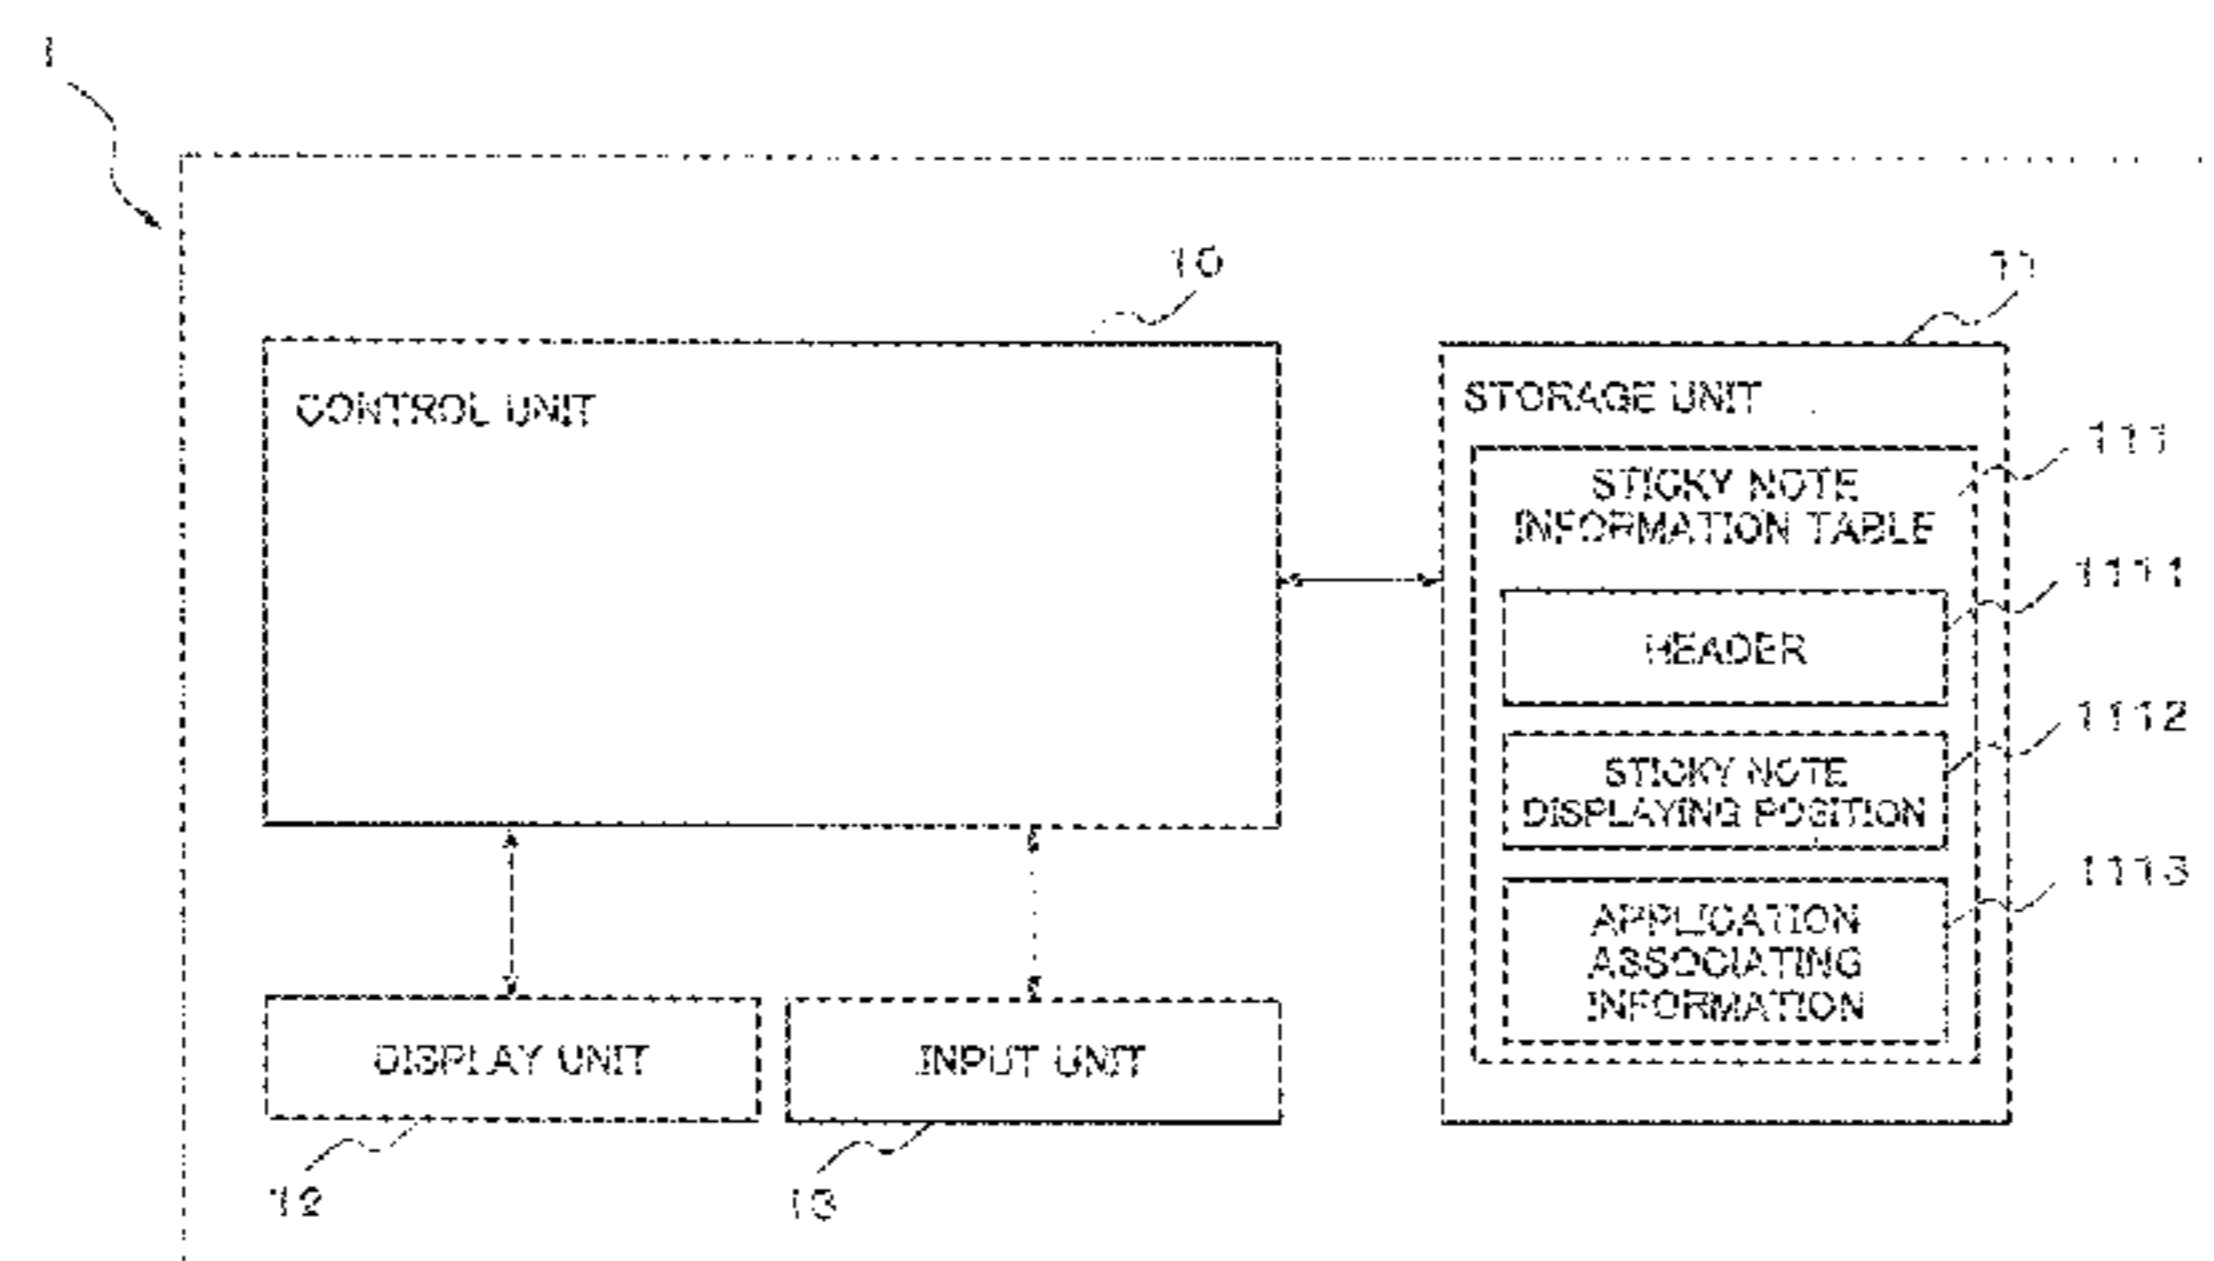 1
10
11
CONTROL UNIT
STORAGE UNIT
111
STICKY NOTE
INFORMATION TABLE
1111
HEADER
1112
STICKY NOTE
DISPLAYING POSITION
1113
APPLICATION
ASSOCIATING
INFORMATION
DISPLAY UNIT
INPUT UNIT
12
13